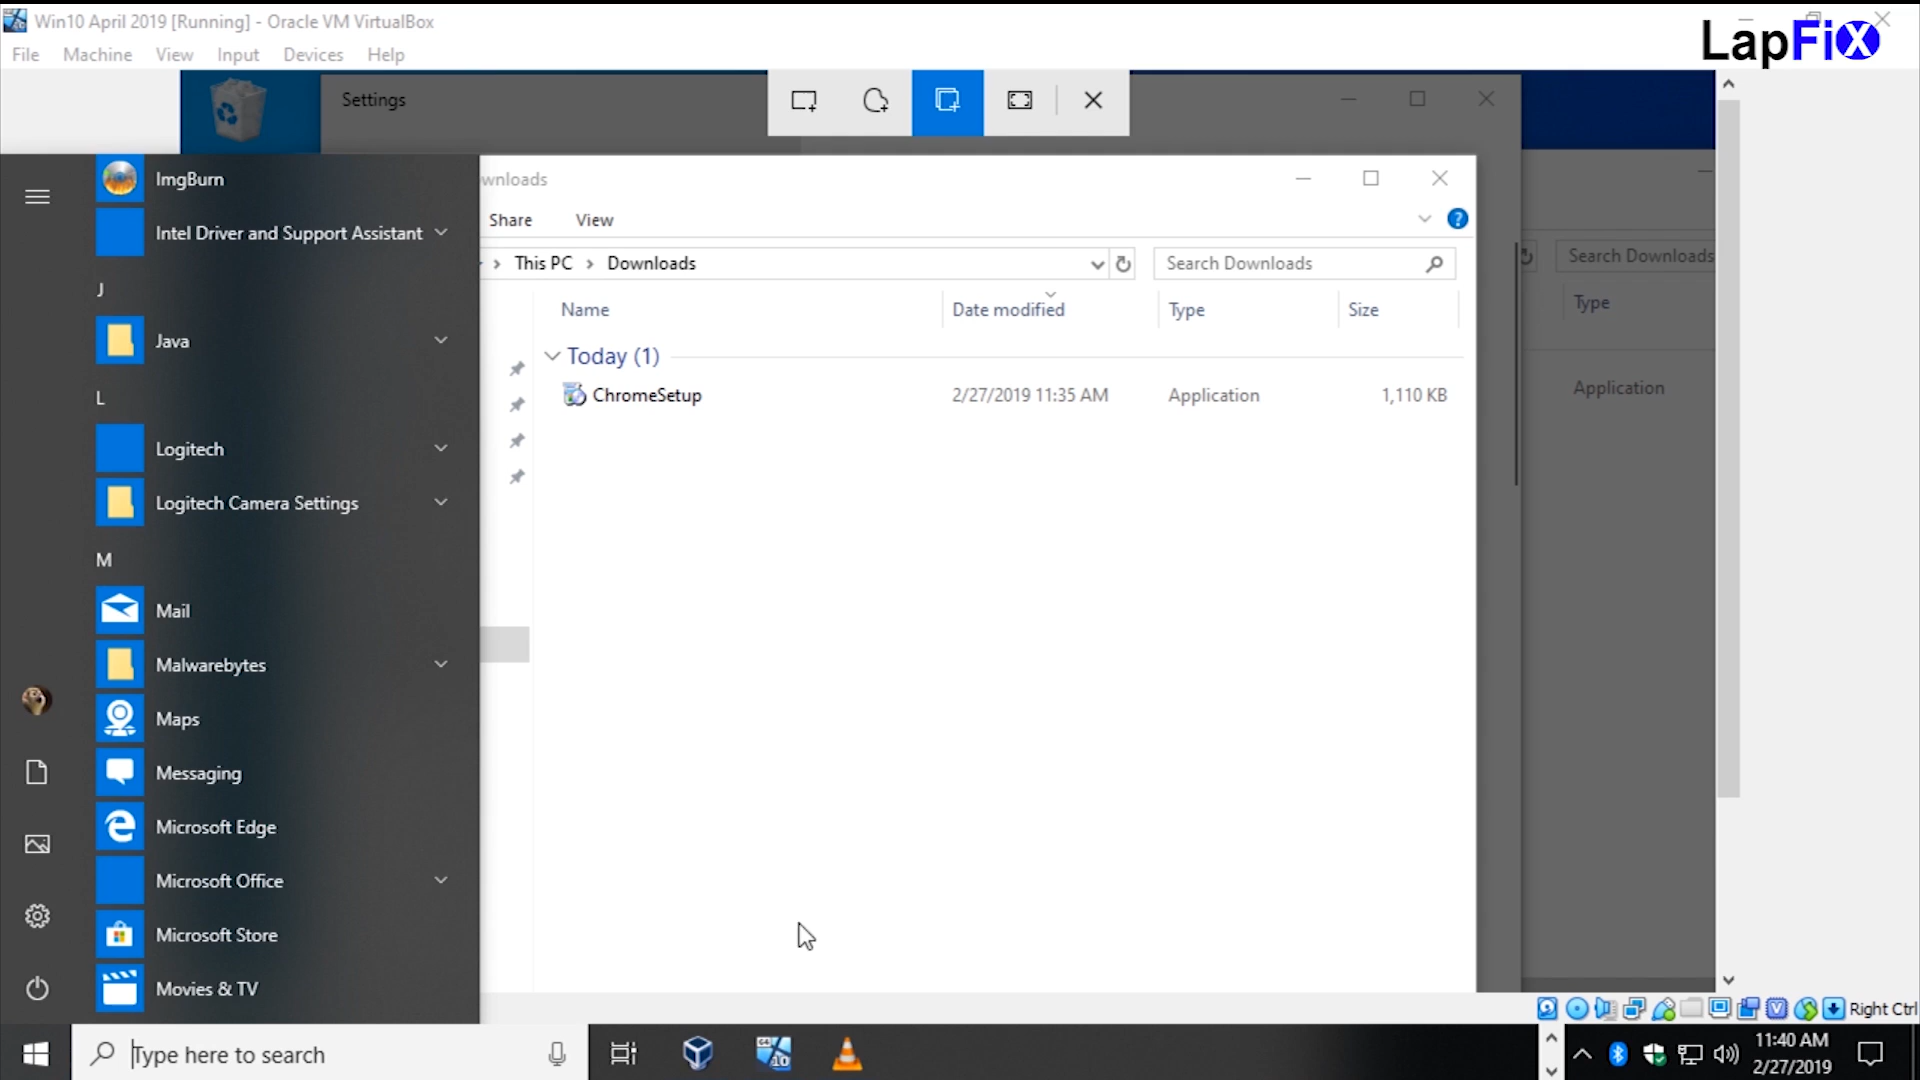 Win10 April 2019 [Running] - Oracle VM VirtualBox
File Machine View Input Devices Help
LapFiX
Settings
ImgBurn
Intel Driver and Support Assistant
J
Java
L
Logitech
Logitech Camera Settings
M
Mail
Malwarebytes
Maps
Messaging
Microsoft Edge
Microsoft Office
Microsoft Store
Movies & TV
wnloads
Share View
This PC > Downloads
Search Downloads
Name Date modified Type Size
Today (1)
ChromeSetup 2/27/2019 11:35 AM Application 1,110 KB
Search Downloads
Type
Application
Right Ctrl
Type here to search
11:40 AM
2/27/2019